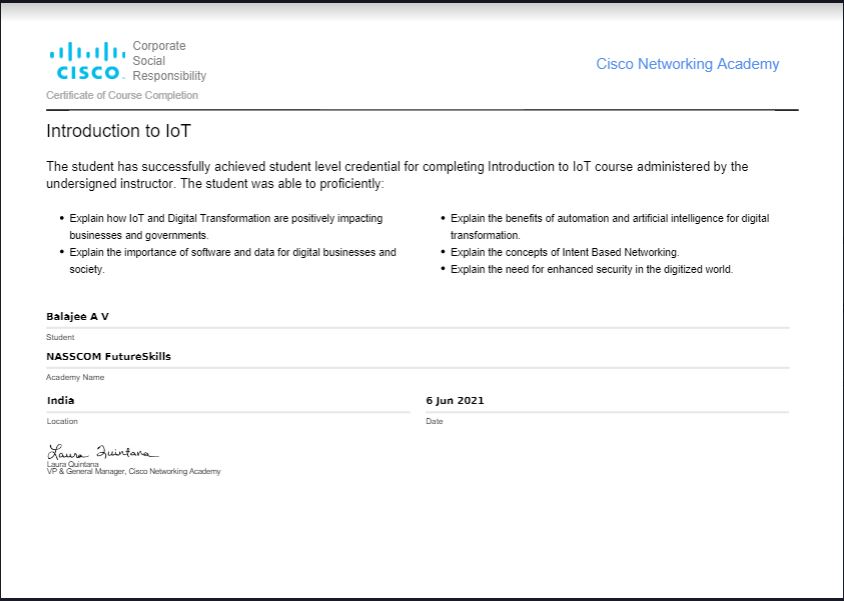 Corporate
Social
Responsibility
CISCO
Cisco Networking Academy
Certificate of Course Completion
Introduction to IoT
The student has successfully achieved student level credential for completing Introduction to IoT course administered by the
undersigned instructor. The student was able to proficiently:
• Explain how IoT and Digital Transformation are positively impacting
businesses and governments.
• Explain the importance of software and data for digital businesses and
society.
• Explain the benefits of automation and artificial intelligence for digital
transformation.
• Explain the concepts of Intent Based Networking.
• Explain the need for enhanced security in the digitized world.
Balajee A V
Student
NASSCOM FutureSkills
Academy Name
India
Location
6 Jun 2021
Date
Laura Quintana
Laura Quintana
VP & General Manager, Cisco Networking Academy